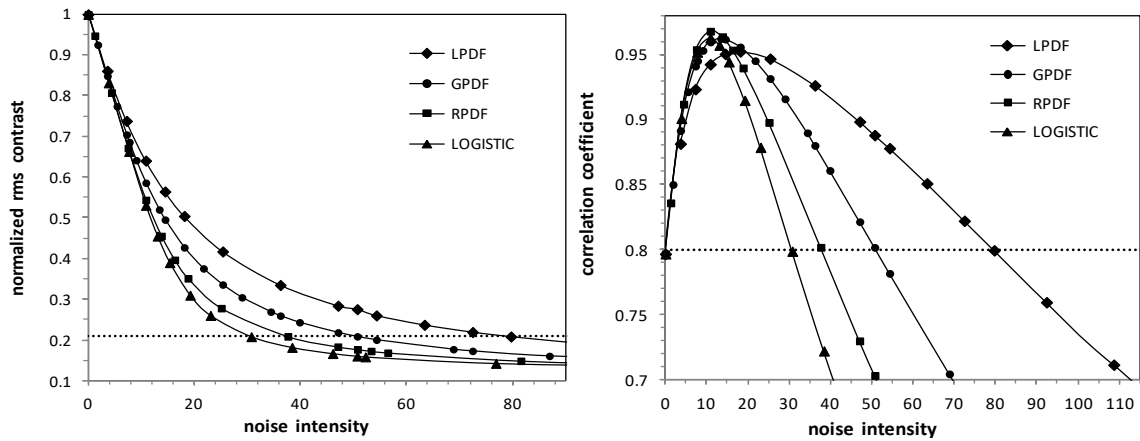 1
0.9
0.8
0.7
0.6
0.5
0.4
0.3
0.2
0.1
normalized rms contrast
LPDF
GPDF
RPDF
LOGISTIC
0 20 40 60 80
noise intensity
0.95
0.9
0.85
0.8
0.75
0.7
correlation coefficient
LPDF
GPDF
RPDF
LOGISTIC
0 10 20 30 40 50 60 70 80 90 100 110
noise intensity